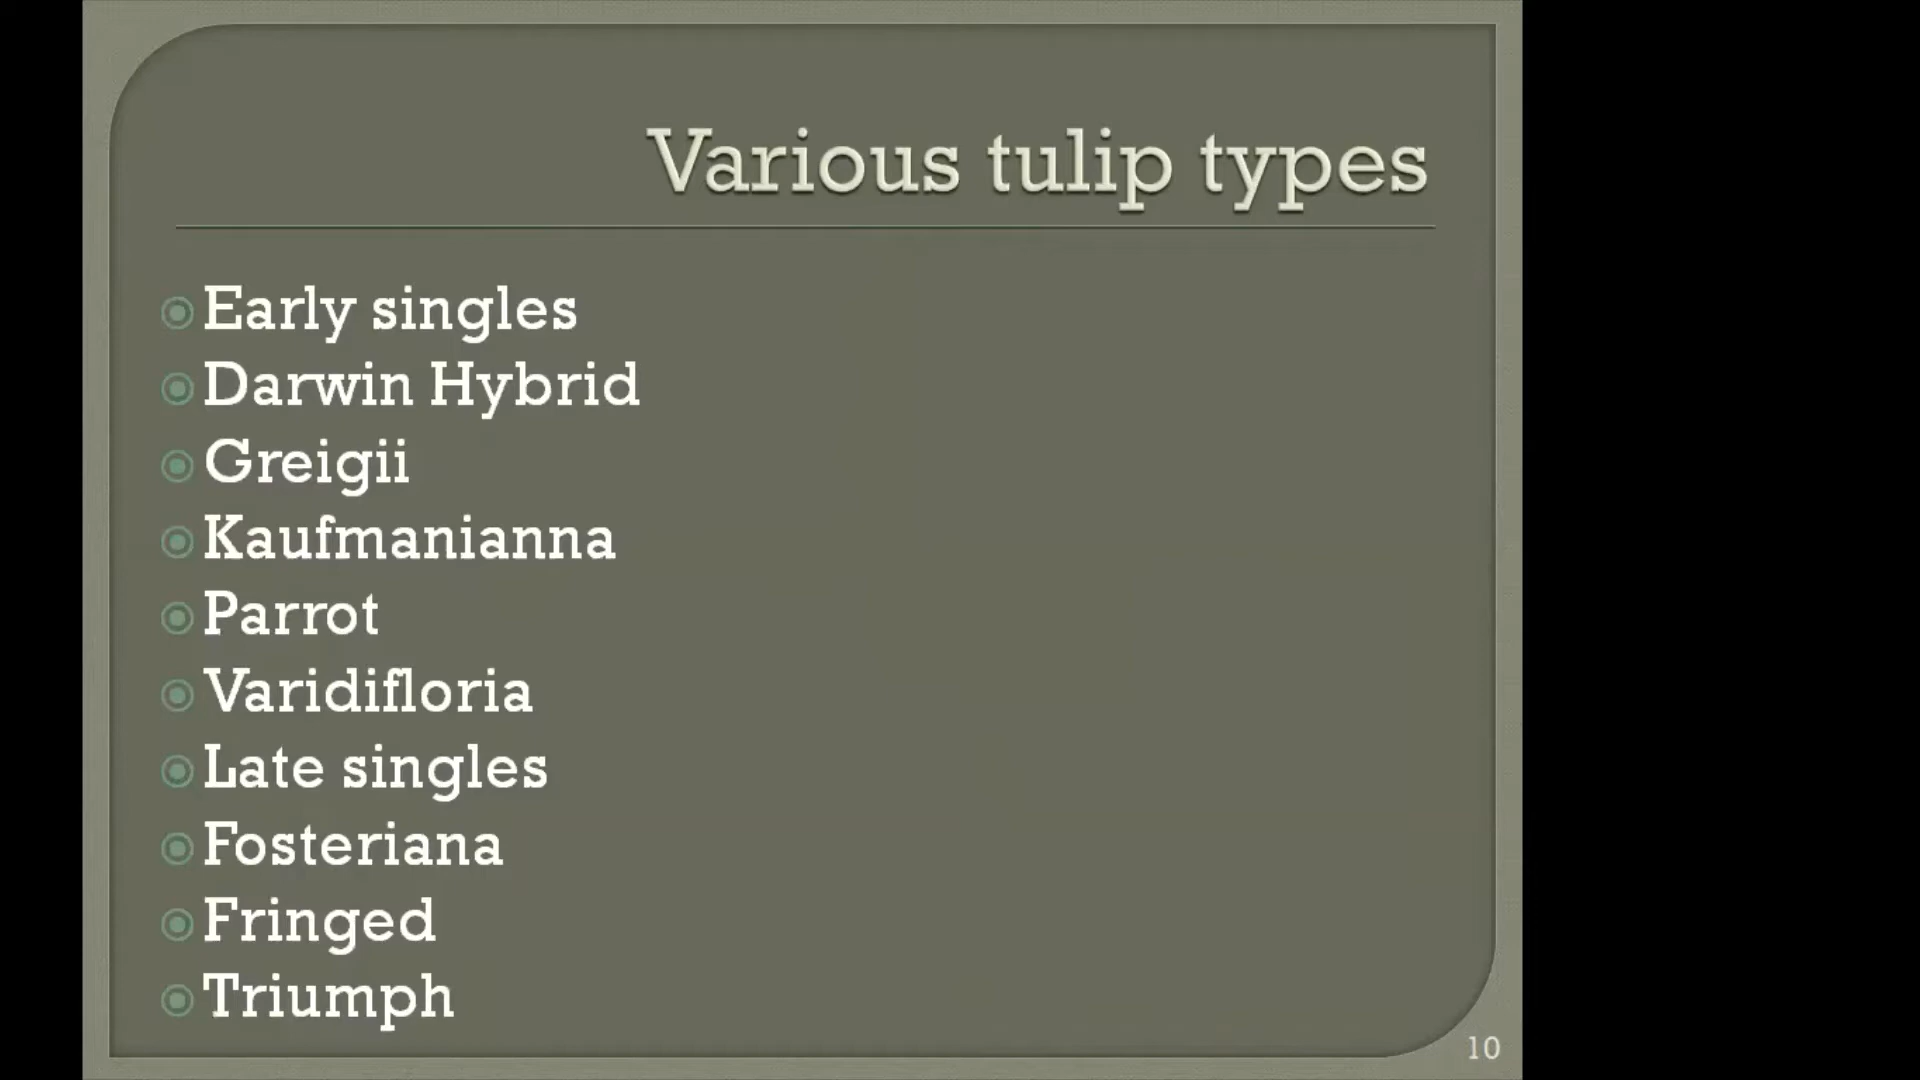 Various tulip types
Early singles
Darwin Hybrid
Greigii
Kaufmanianna
Parrot
Varidifloria
Late singles
Fosteriana
Fringed
Triumph
10